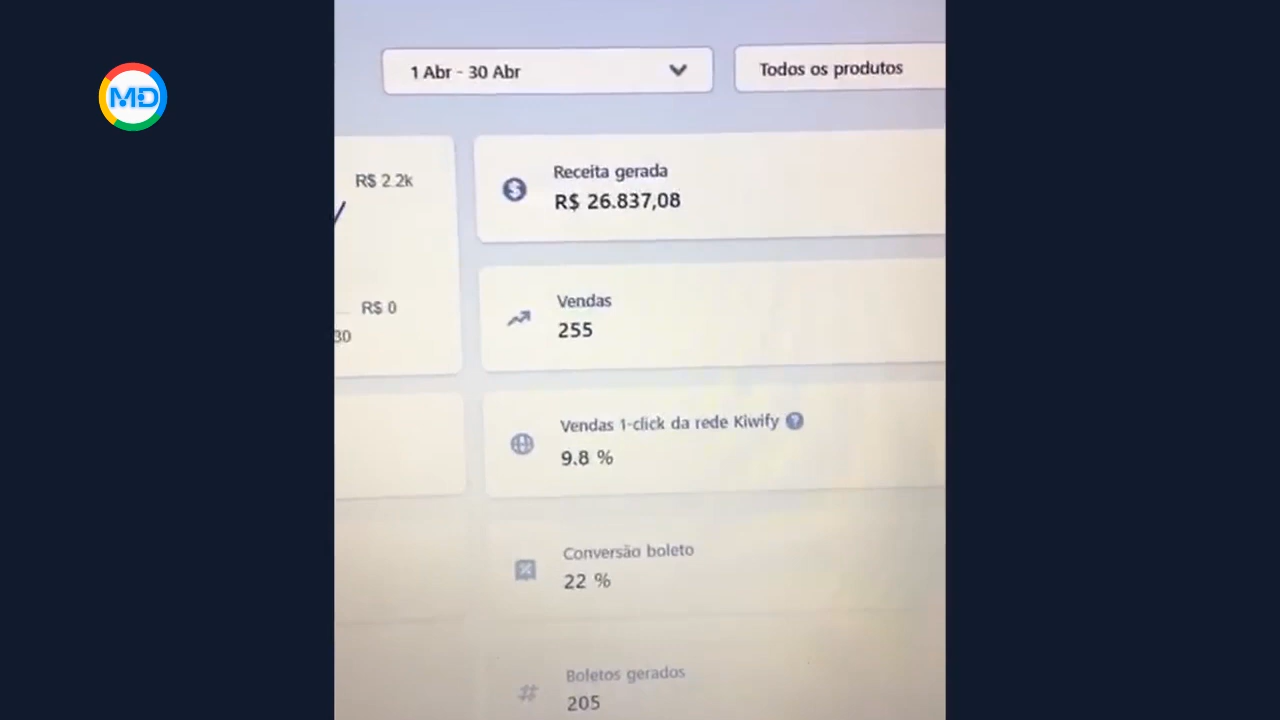 MD
1 Abr - 30 Abr
Todos os produtos
R$ 2.2k
R$ 0
30
Receita gerada
R$ 26.837,08
Vendas
255
Vendas 1-click da rede Kiwify ?
9.8 %
Conversão boleto
22 %
Boletos gerados
205